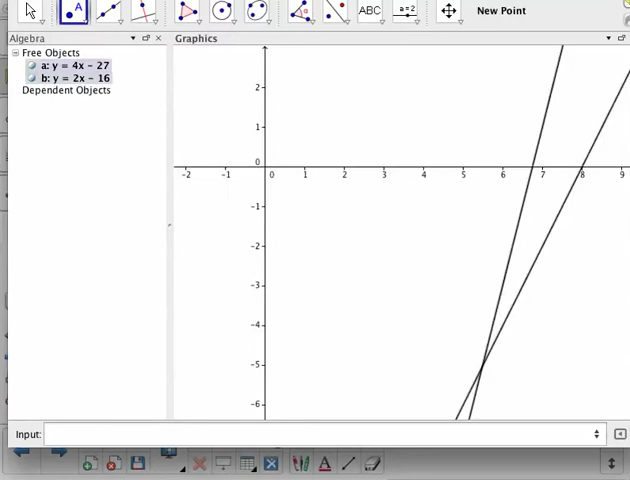 A
ABC
a=2
New Point
Algebra
Graphics
Free Objects
a: y = 4x − 27
b: y = 2x − 16
Dependent Objects
2
1
0
-2 -1 0 1 2 3 4 5 6 7 8 9
-1
-2
-3
-4
-5
-6
Input:
A